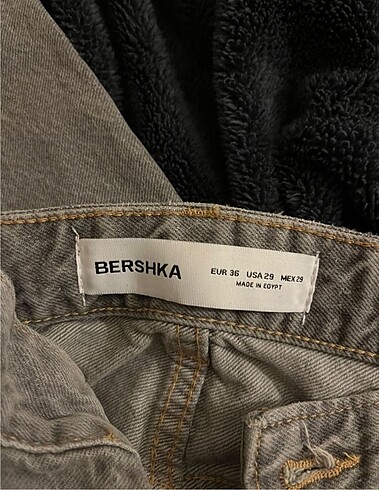 BERSHKA
EUR 36 USA 29 MEX 29
MADE IN EGYPT